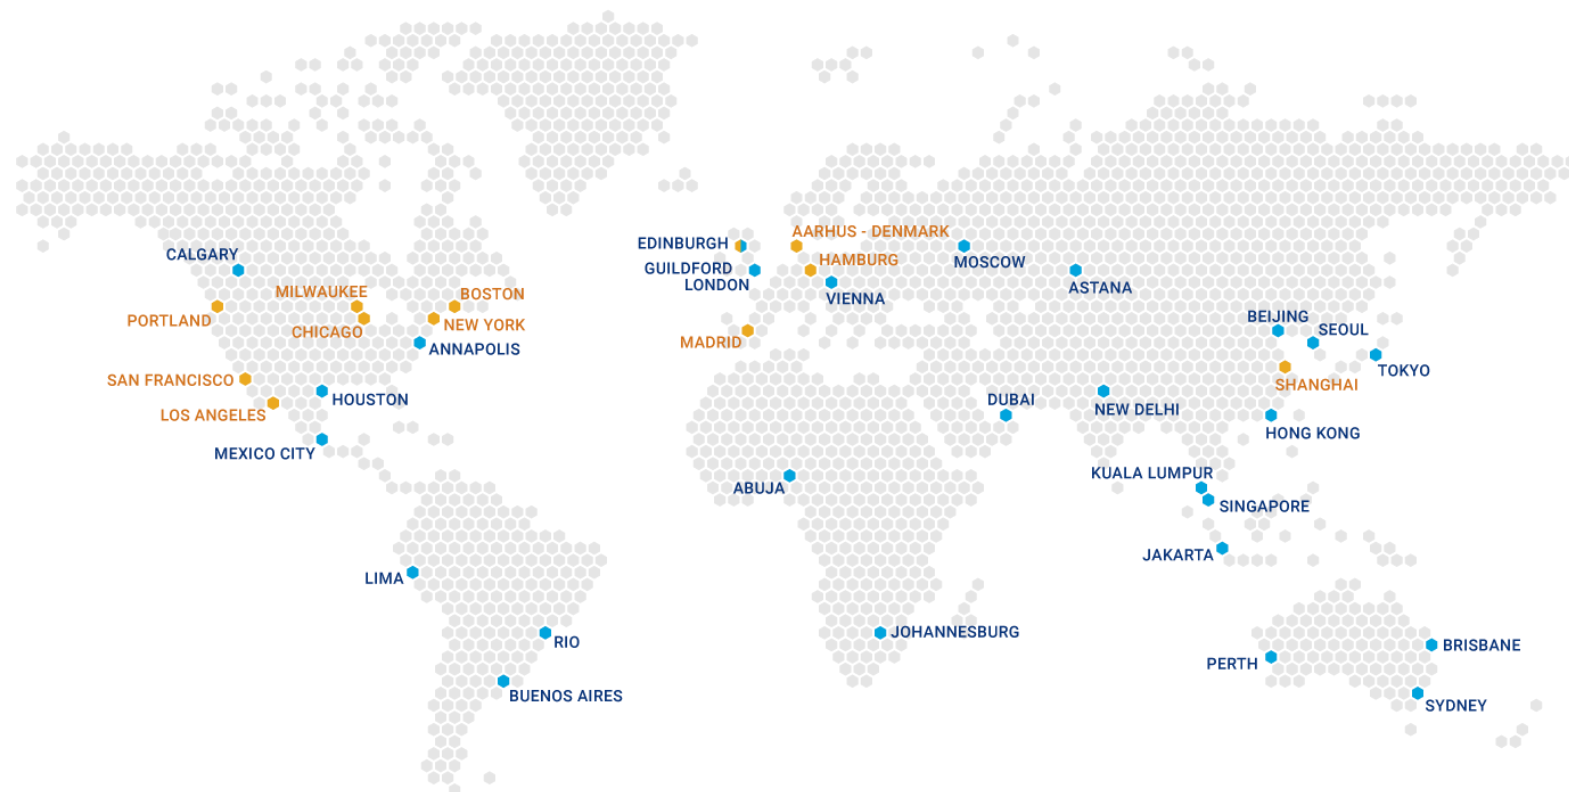 AARHUS - DENMARK
EDINBURGH
CALGARY
HAMBURG
MOSCOW
GUILDFORD
LONDON
ASTANA
MILWAUKEE
BOSTON
VIENNA
PORTLAND
CHICAGO
NEW YORK
BEIJING
SEOUL
MADRID
ANNAPOLIS
TOKYO
SAN FRANCISCO
SHANGHAI
HOUSTON
DUBAI
NEW DELHI
LOS ANGELES
HONG KONG
MEXICO CITY
KUALA LUMPUR
ABUJA
SINGAPORE
JAKARTA
LIMA
JOHANNESBURG
RIO
BRISBANE
PERTH
BUENOS AIRES
SYDNEY